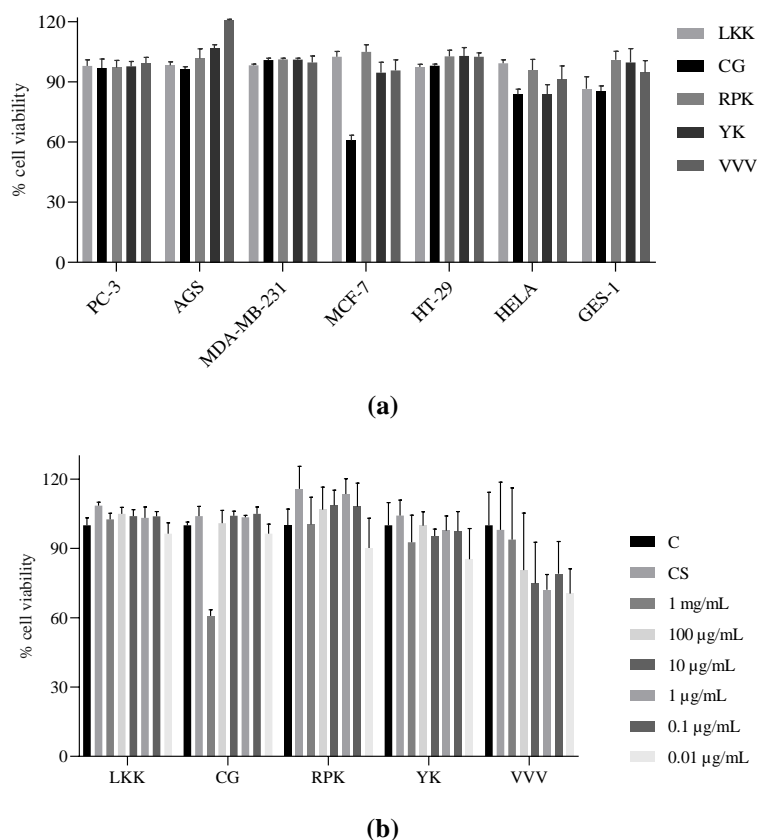 120
90
60
30
0
% cell viability
PC-3
AGS
MDA-MB-231
MCF-7
HT-29
HELA
GES-1
LKK
CG
RPK
YK
VVV
(a)
120
90
60
30
0
% cell viability
LKK
CG
RPK
YK
VVV
C
CS
1 mg/mL
100 µg/mL
10 µg/mL
1 µg/mL
0.1 µg/mL
0.01 µg/mL
(b)